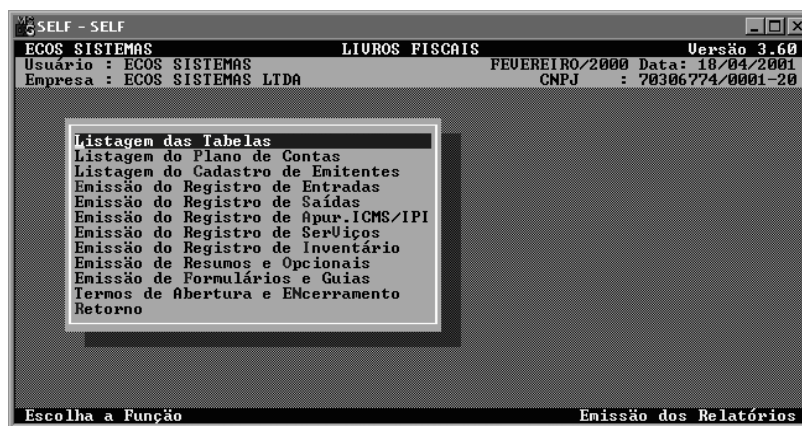 SELF - SELF
ECOS SISTEMAS LIVROS FISCAIS Versão 3.60
Usuário : ECOS SISTEMAS FEVEREIRO/2000 Data: 18/04/2001
Empresa : ECOS SISTEMAS LTDA CNPJ : 70306774/0001-20
Listagem das Tabelas
Listagem do Plano de Contas
Listagem do Cadastro de Emitentes
Emissão do Registro de Entradas
Emissão do Registro de Saídas
Emissão do Registro de Apur.ICMS/IPI
Emissão do Registro de SerViços
Emissão do Registro de Inventário
Emissão de Resumos e Opcionais
Emissão de Formulários e Guias
Termos de Abertura e ENcerramento
Retorno
Escolha a Função Emissão dos Relatórios